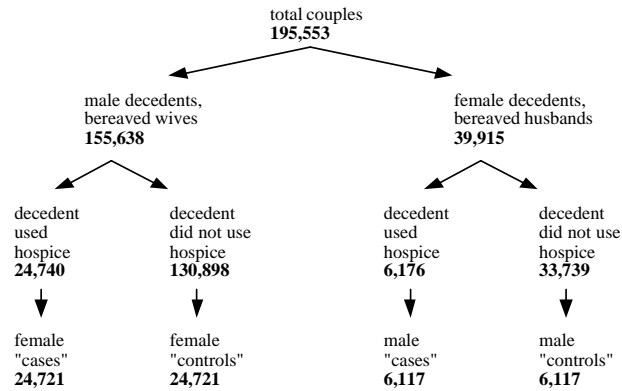 total couples
195,553
male decedents,
bereaved wives
155,638
female decedents,
bereaved husbands
39,915
decedent
used
hospice
24,740
decedent
did not use
hospice
130,898
decedent
used
hospice
6,176
decedent
did not use
hospice
33,739
female
"cases"
24,721
female
"controls"
24,721
male
"cases"
6,117
male
"controls"
6,117